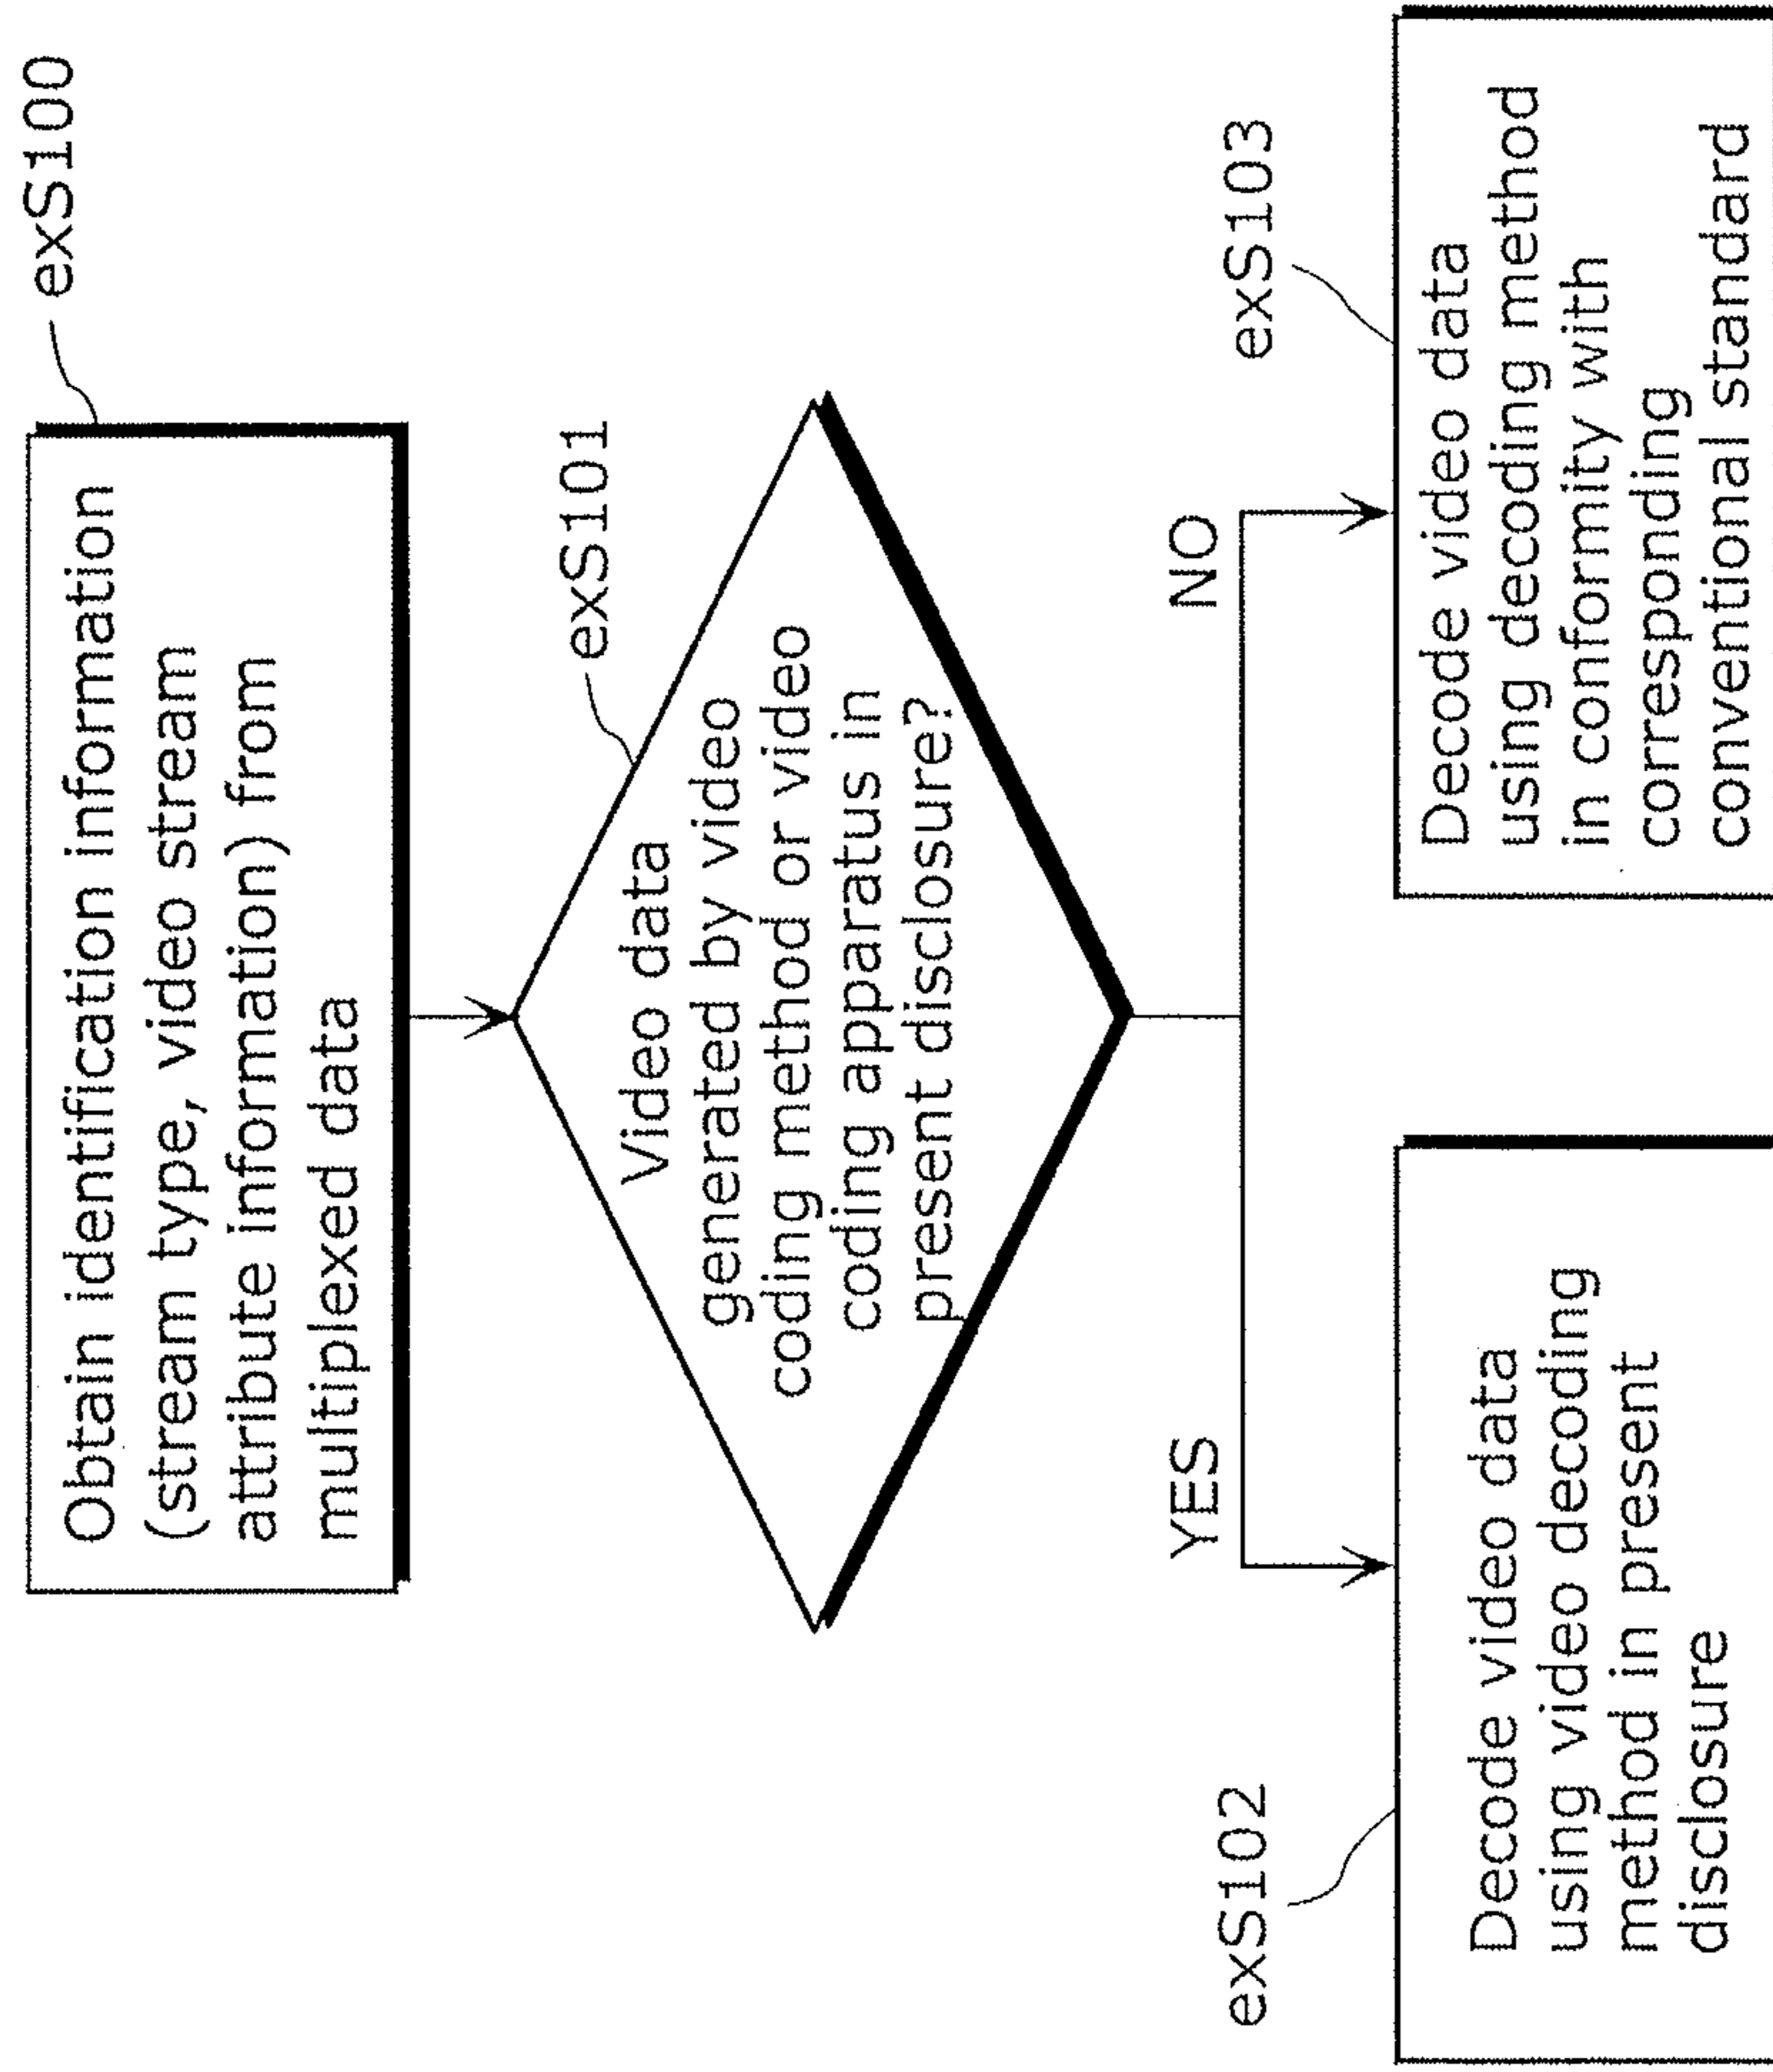 exS100
Obtain identification information
(stream type, video stream
attribute information) from
multiplexed data
exS101
Video data
generated by video
coding method or video
coding apparatus in
present disclosure?
YES
NO
exS102
Decode video data
using video decoding
method in present
disclosure
exS103
Decode video data
using decoding method
in conformity with
corresponding
conventional standard